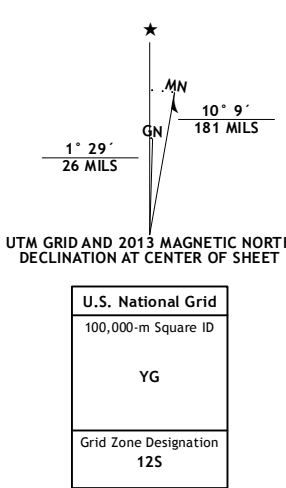 ★
MN
GN
10° 9´
181 MILS
1° 29´
26 MILS
UTM GRID AND 2013 MAGNETIC NORTH
DECLINATION AT CENTER OF SHEET
U.S. National Grid
100,000-m Square ID
YG
Grid Zone Designation
12S